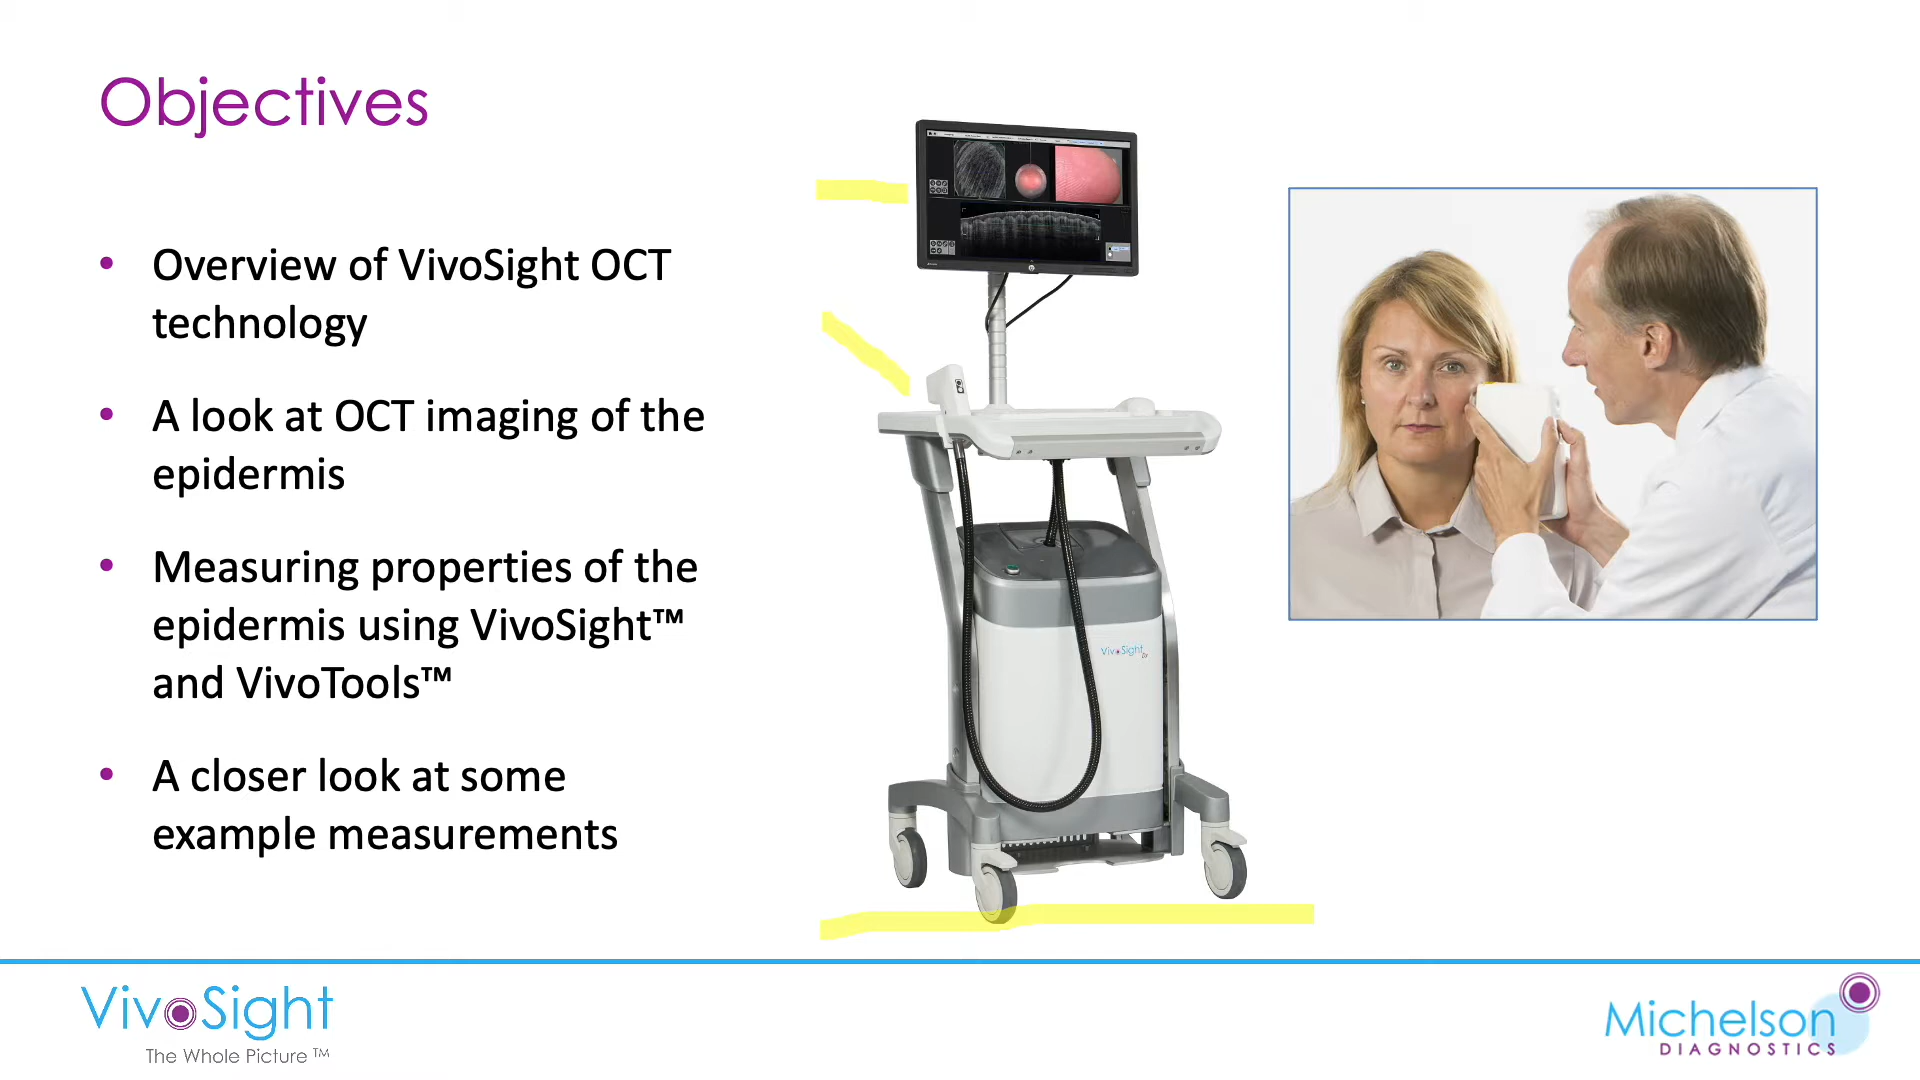 Objectives
• Overview of VivoSight OCT
technology
• A look at OCT imaging of the
epidermis
• Measuring properties of the
epidermis using VivoSight™
and VivoTools™
• A closer look at some
example measurements
VivoSight
VivoSight
The Whole Picture ™
Michelson
DIAGNOSTICS